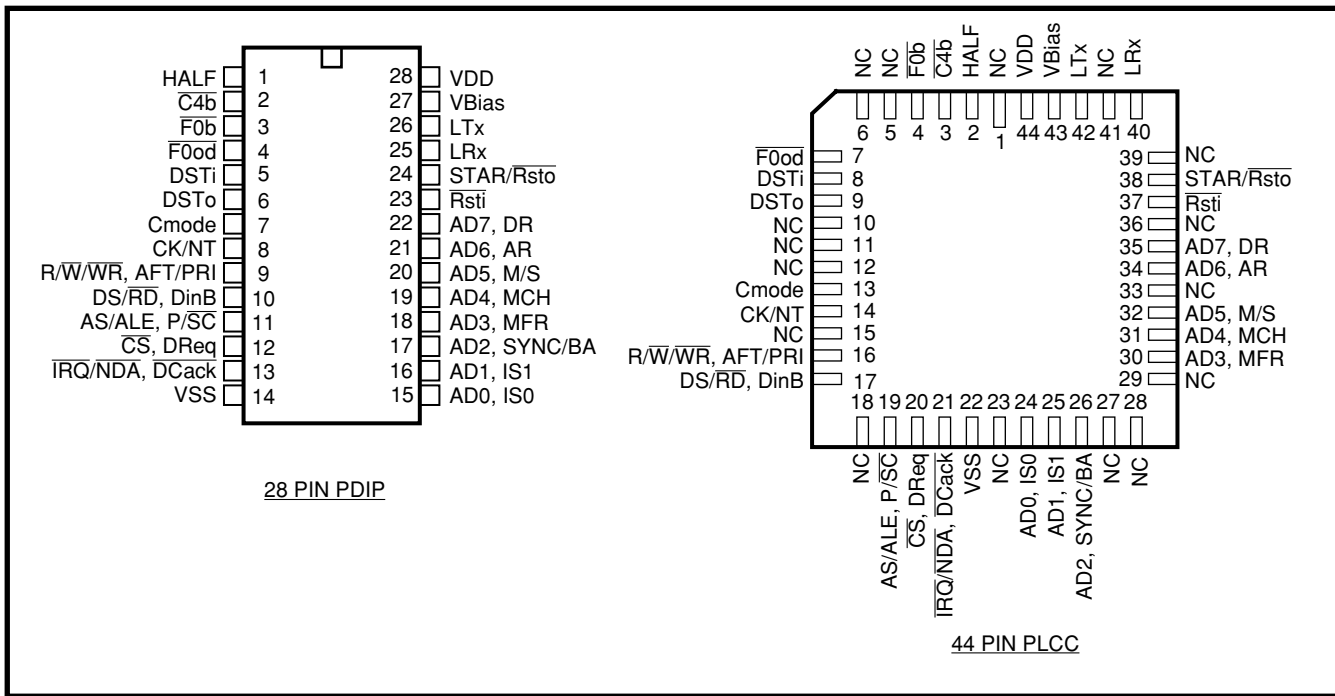 HALF 1 28 VDD
C4b 2 27 VBias
F0b 3 26 LTx
F0od 4 25 LRx
DSTi 5 24 STAR/Rsto
DSTo 6 23 Rsti
Cmode 7 22 AD7, DR
CK/NT 8 21 AD6, AR
R/W/WR, AFT/PRI 9 20 AD5, M/S
DS/RD, DinB 10 19 AD4, MCH
AS/ALE, P/SC 11 18 AD3, MFR
CS, DReq 12 17 AD2, SYNC/BA
IRQ/NDA, DCack 13 16 AD1, IS1
VSS 14 15 AD0, IS0
28 PIN PDIP
NC NC F0b C4b HALF NC VDD VBias LTx NC LRx
6 5 4 3 2 1 44 43 42 41 40
F0od 7 39 NC
DSTi 8 38 STAR/Rsto
DSTo 9 37 Rsti
NC 10 36 NC
NC 11 35 AD7, DR
NC 12 34 AD6, AR
Cmode 13 33 NC
CK/NT 14 32 AD5, M/S
NC 15 31 AD4, MCH
R/W/WR, AFT/PRI 16 30 AD3, MFR
DS/RD, DinB 17 29 NC
18 19 20 21 22 23 24 25 26 27 28
NC AS/ALE, P/SC CS, DReq IRQ/NDA, DCack VSS NC AD0, IS0 AD1, IS1 AD2, SYNC/BA NC NC
44 PIN PLCC